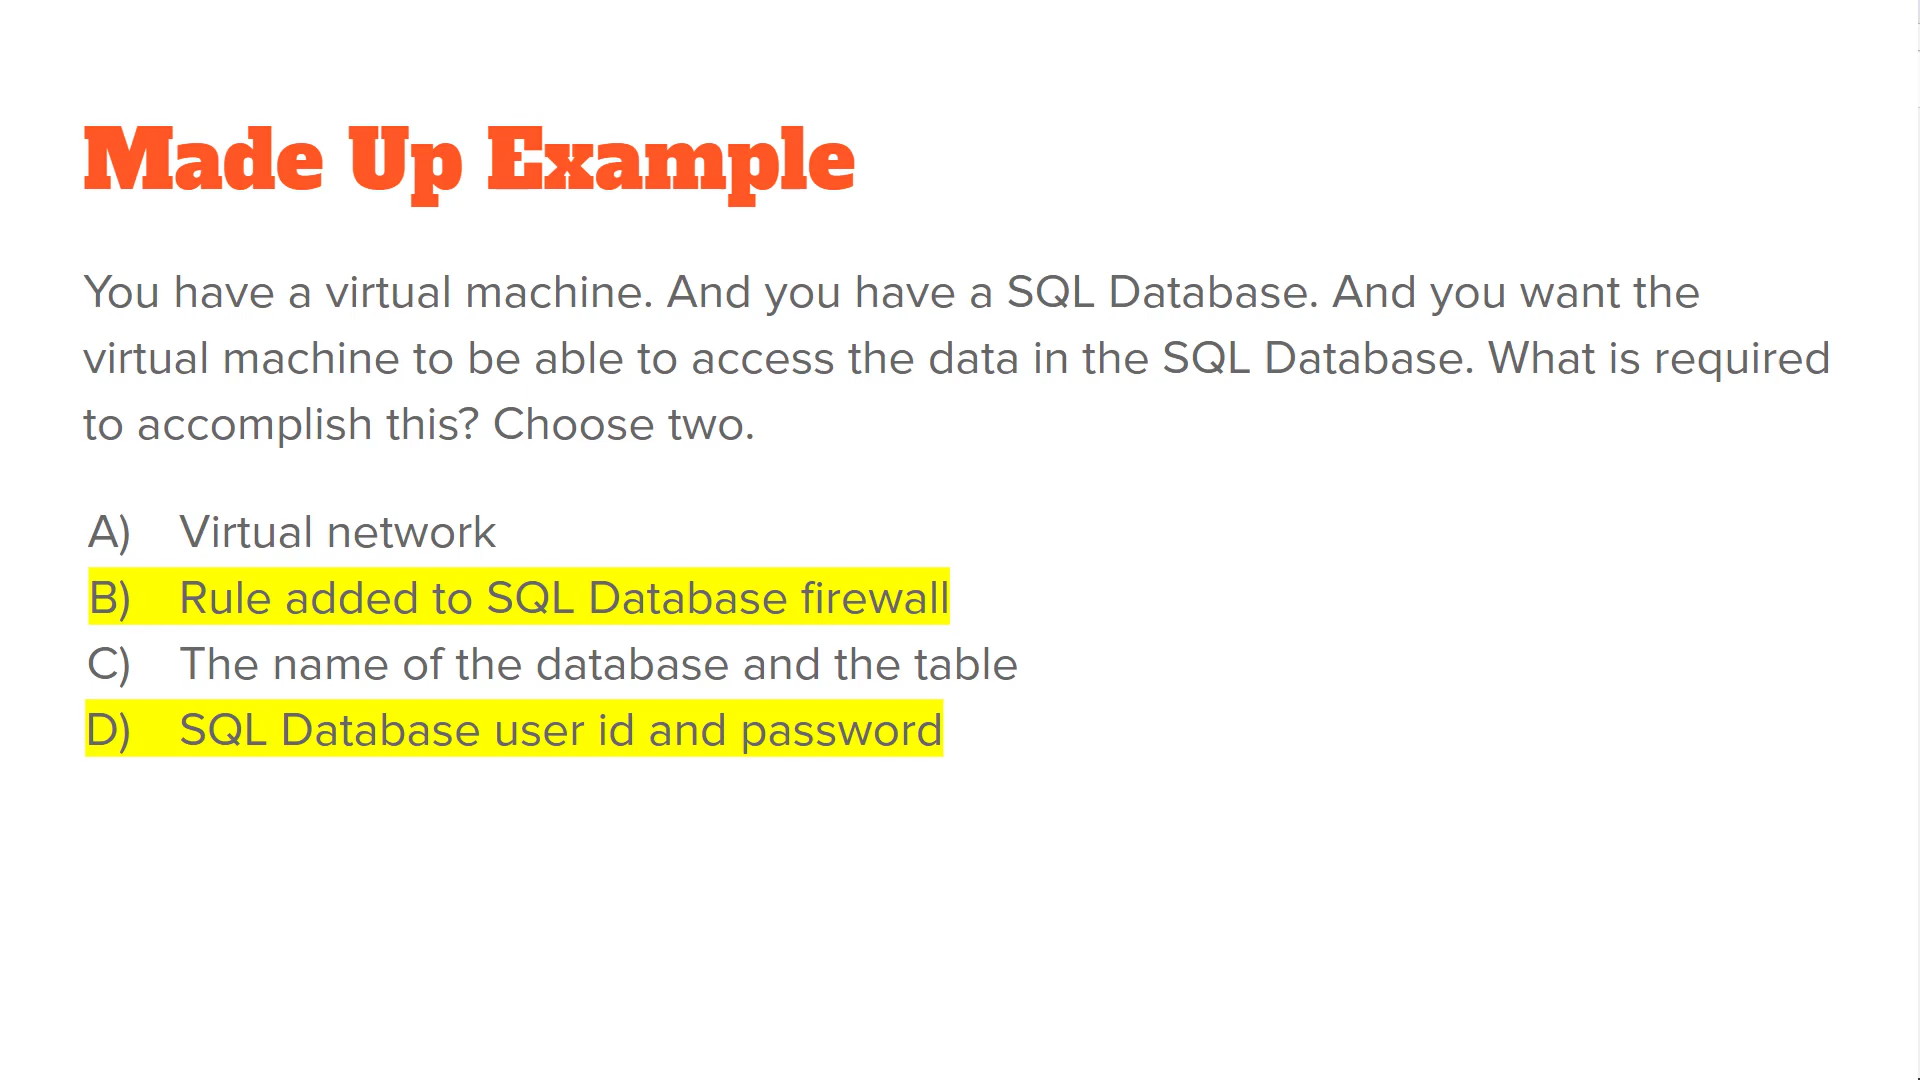 Made Up Example
You have a virtual machine. And you have a SQL Database. And you want the
virtual machine to be able to access the data in the SQL Database. What is required
to accomplish this? Choose two.
A) Virtual network
B) Rule added to SQL Database firewall
C) The name of the database and the table
D) SQL Database user id and password